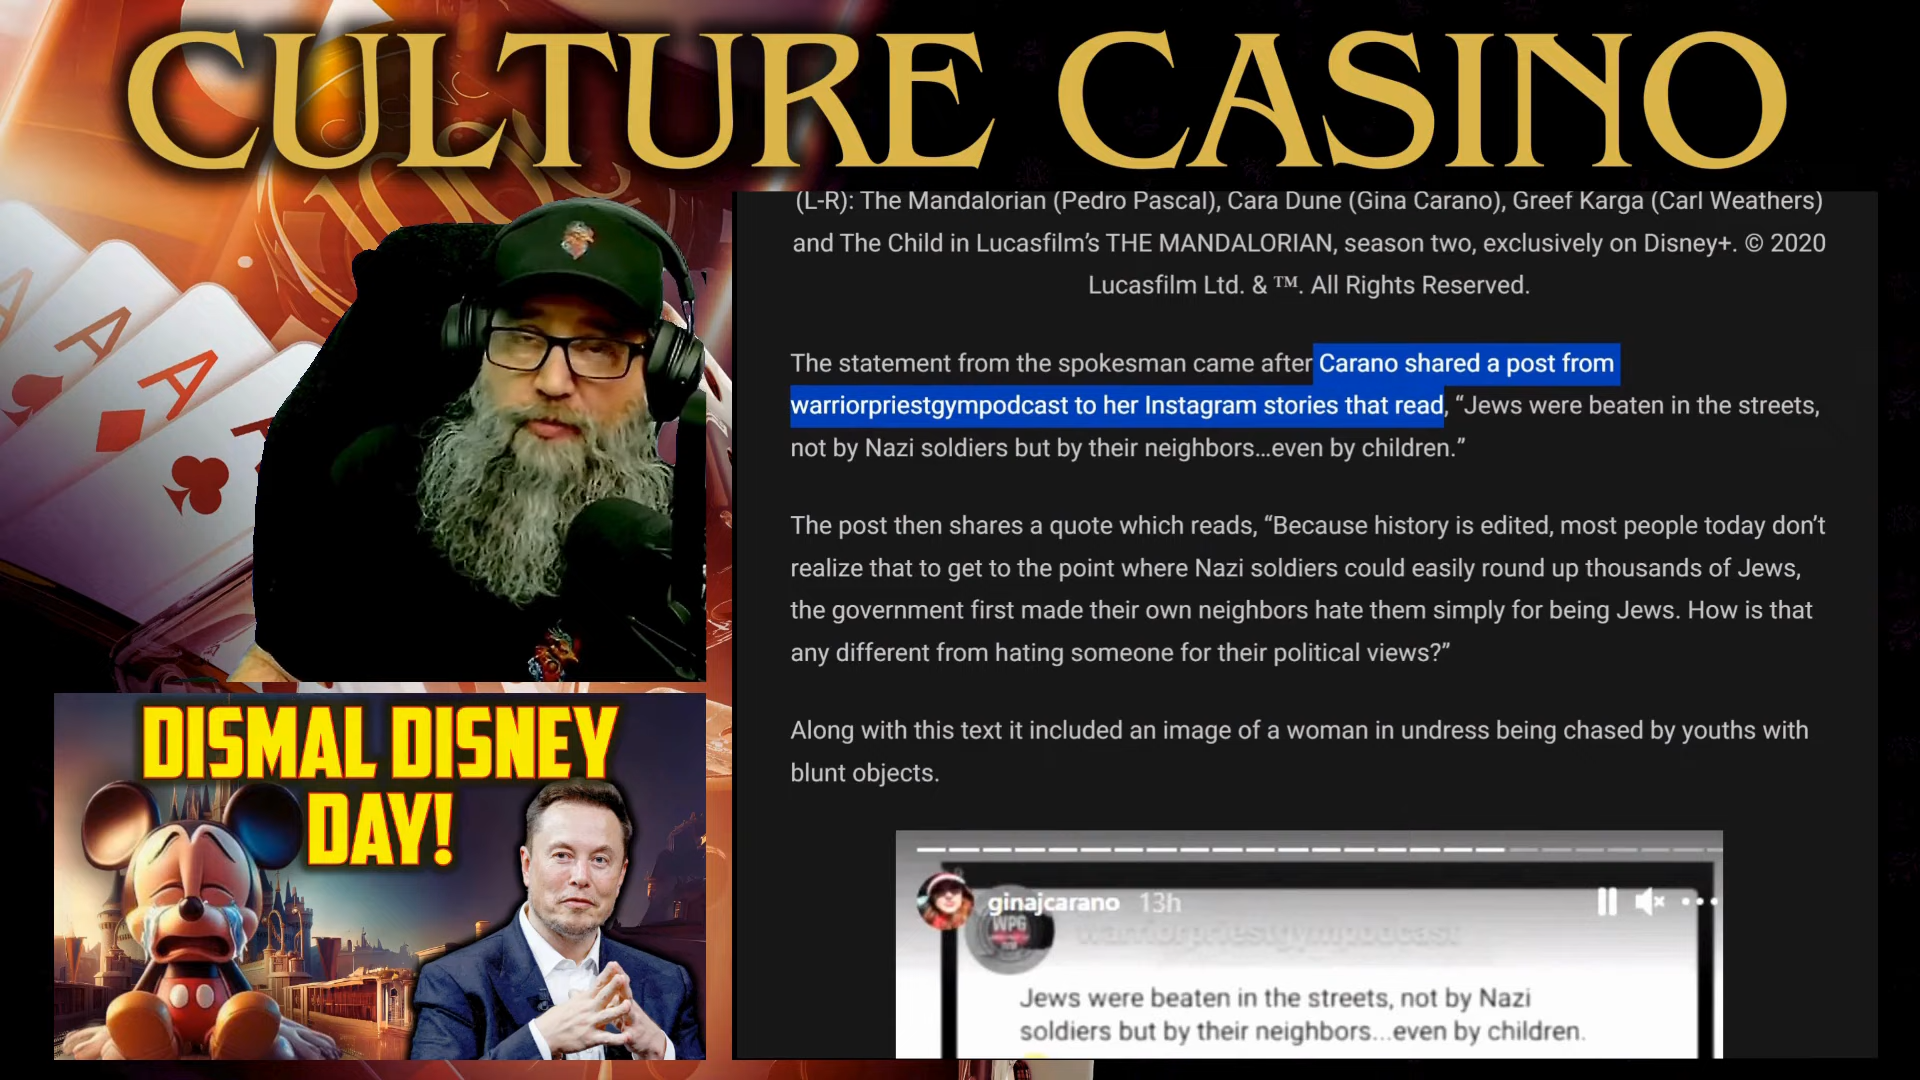 CULTURE CASINO
(L-R): The Mandalorian (Pedro Pascal), Cara Dune (Gina Carano), Greef Karga (Carl Weathers)
and The Child in Lucasfilm’s THE MANDALORIAN, season two, exclusively on Disney+. © 2020
Lucasfilm Ltd. & ™. All Rights Reserved.
The statement from the spokesman came after Carano shared a post from
warriorpriestgympodcast to her Instagram stories that read, “Jews were beaten in the streets,
not by Nazi soldiers but by their neighbors...even by children.”
The post then shares a quote which reads, “Because history is edited, most people today don’t
realize that to get to the point where Nazi soldiers could easily round up thousands of Jews,
the government first made their own neighbors hate them simply for being Jews. How is that
any different from hating someone for their political views?”
Along with this text it included an image of a woman in undress being chased by youths with
blunt objects.
ginajcarano 13h
WPG
warriorpriestgympodcast
Jews were beaten in the streets, not by Nazi
soldiers but by their neighbors...even by children.
DISMAL DISNEY
DAY!
A
A
A
CASINO
100